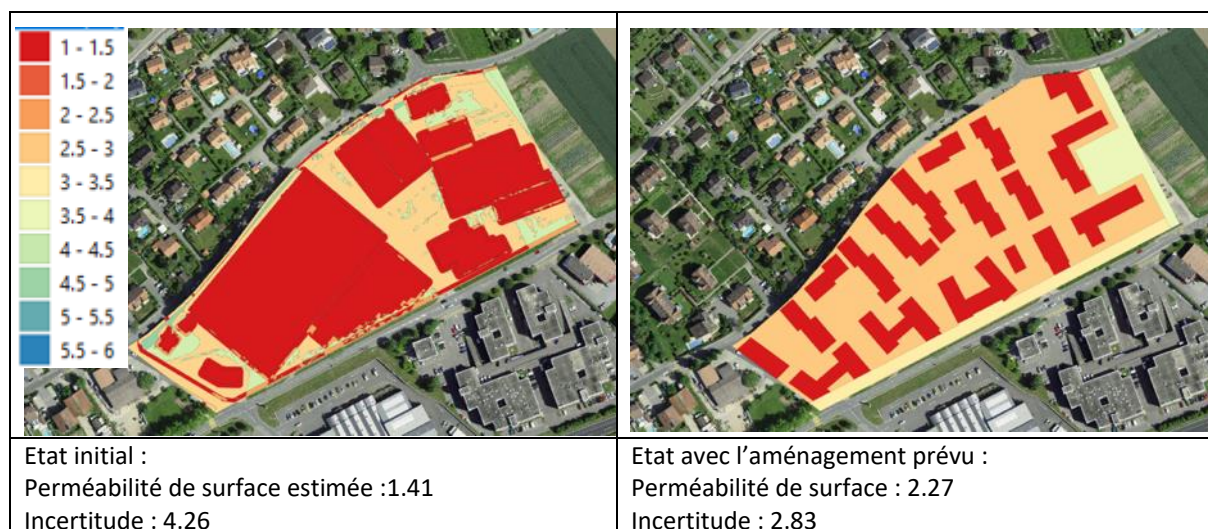 1 - 1.5
1.5 - 2
2 - 2.5
2.5 - 3
3 - 3.5
3.5 - 4
4 - 4.5
4.5 - 5
5 - 5.5
5.5 - 6
Etat initial :
Perméabilité de surface estimée :1.41
Incertitude : 4.26
Etat avec l’aménagement prévu :
Perméabilité de surface : 2.27
Incertitude : 2.83